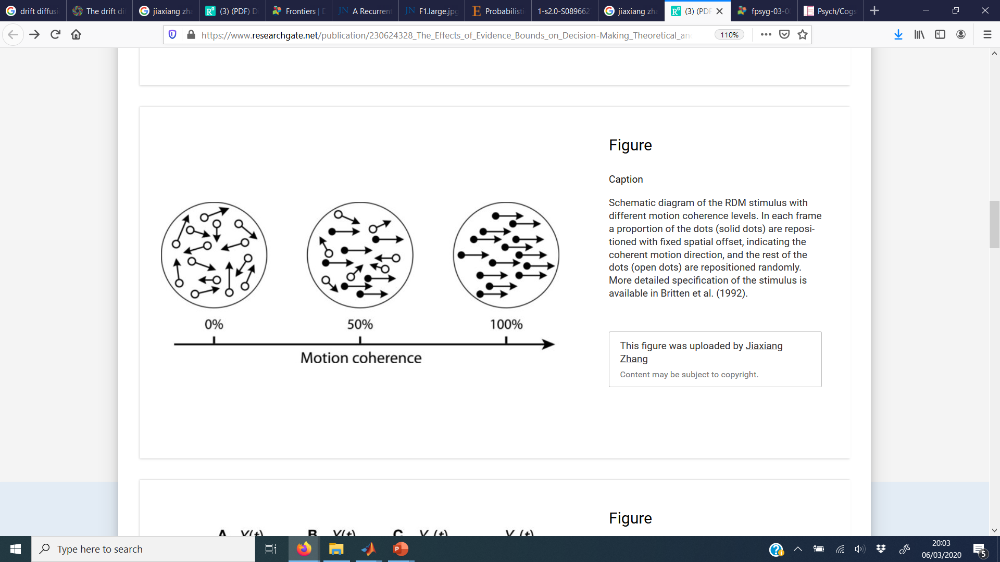 drift diffusi
The drift di
jiaxiang zha
(3) (PDF) D
Frontiers | D
JN A Recurrent
JN F1.large.jpg
E Probabilisti
1-s2.0-S089662
jiaxiang zha
(3) (PDF
fpsyg-03-00
Psych/Cogs
https://www.researchgate.net/publication/230624328_The_Effects_of_Evidence_Bounds_on_Decision-Making_Theoretical_an
110%
Figure
Caption
Schematic diagram of the RDM stimulus with
different motion coherence levels. In each frame
a proportion of the dots (solid dots) are reposi-
tioned with fixed spatial offset, indicating the
coherent motion direction, and the rest of the
dots (open dots) are repositioned randomly.
More detailed specification of the stimulus is
available in Britten et al. (1992).
0%
50%
100%
Motion coherence
This figure was uploaded by Jiaxiang
Zhang
Content may be subject to copyright.
Figure
A Y(t)
B Y(t)
C
Type here to search
20:03
06/03/2020
5